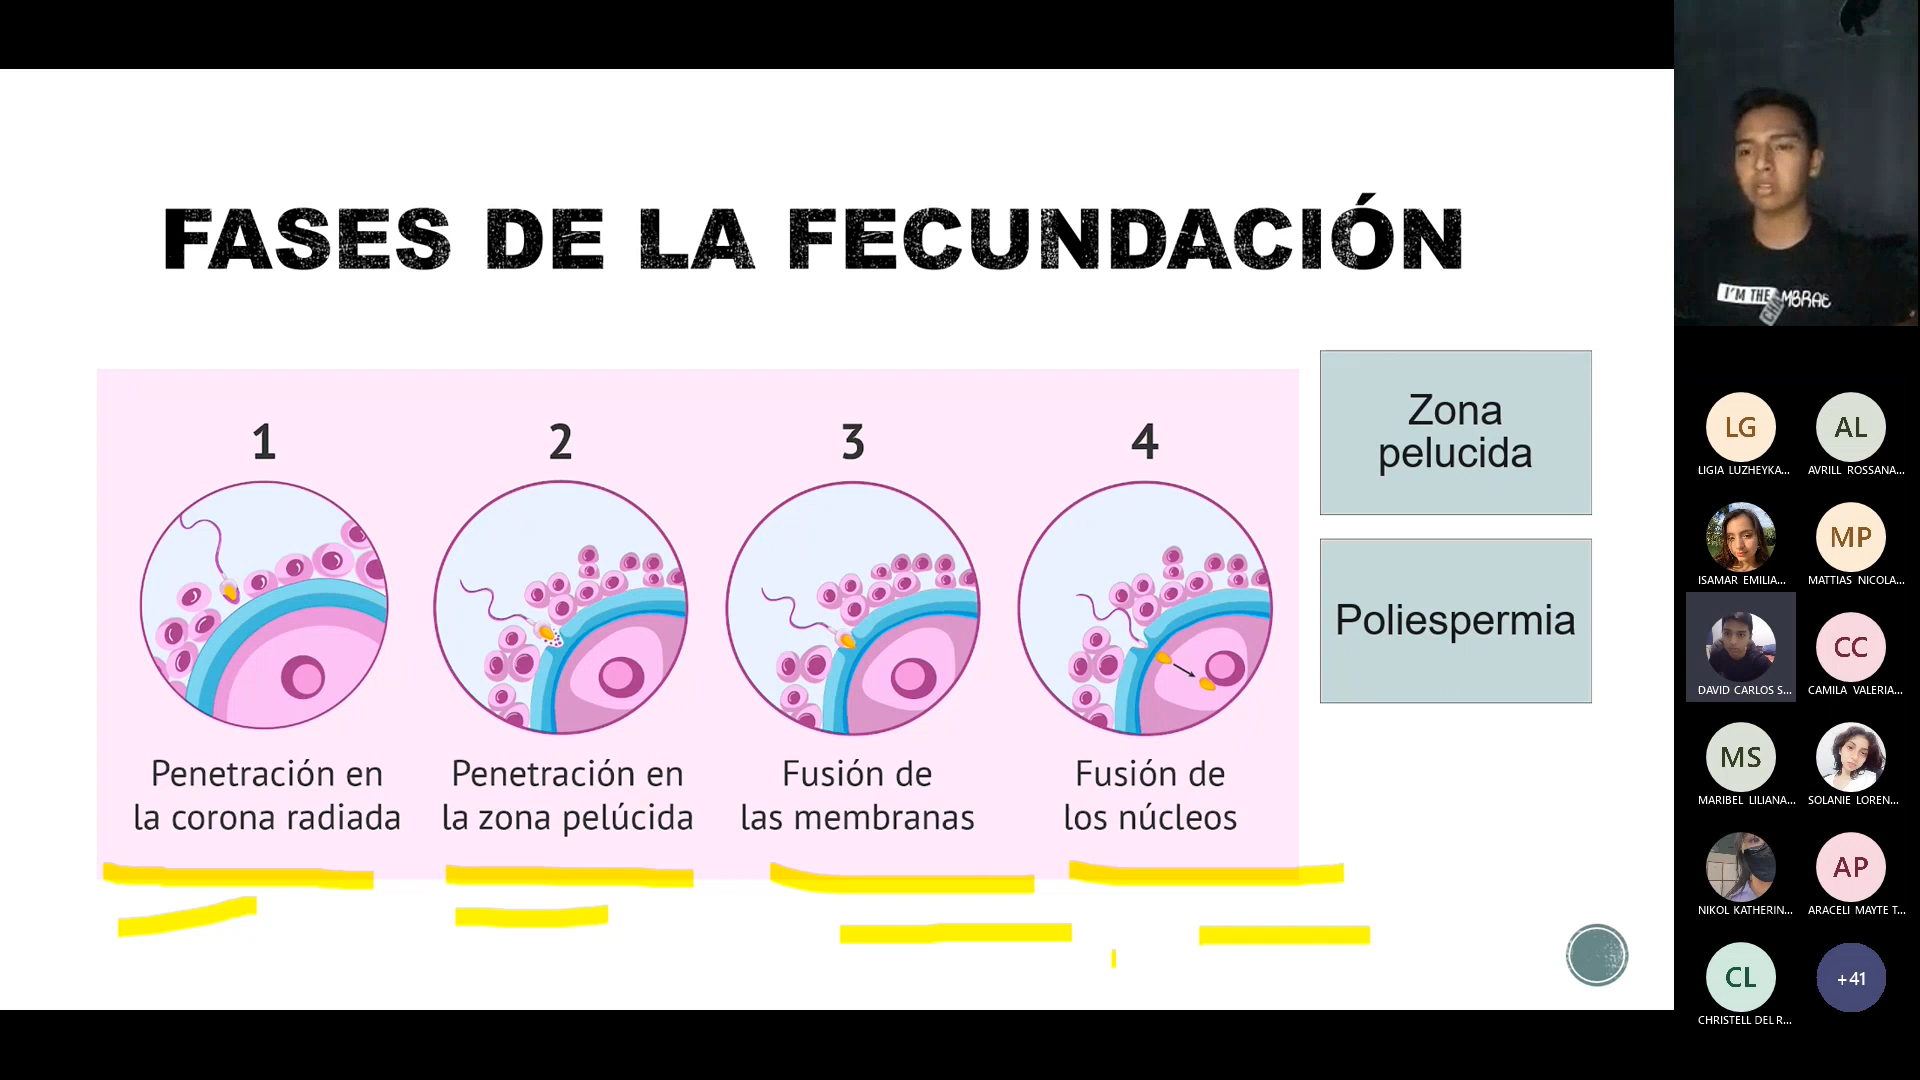 FASES DE LA FECUNDACIÓN
1
2
3
4
Penetración en
la corona radiada
Penetración en
la zona pelúcida
Fusión de
las membranas
Fusión de
los núcleos
Zona
pelucida
Poliespermia
I'M THE
MBRAE
LG
LIGIA LUZHEYKA...
AL
AVRILL ROSSANA...
ISAMAR EMILIA...
MP
MATTIAS NICOLA...
DAVID CARLOS S...
CC
CAMILA VALERIA...
MS
MARIBEL LILIANA...
SOLANIE LOREN...
NIKOL KATHERIN...
AP
ARACELI MAYTE T...
CL
CHRISTELL DEL R...
+41